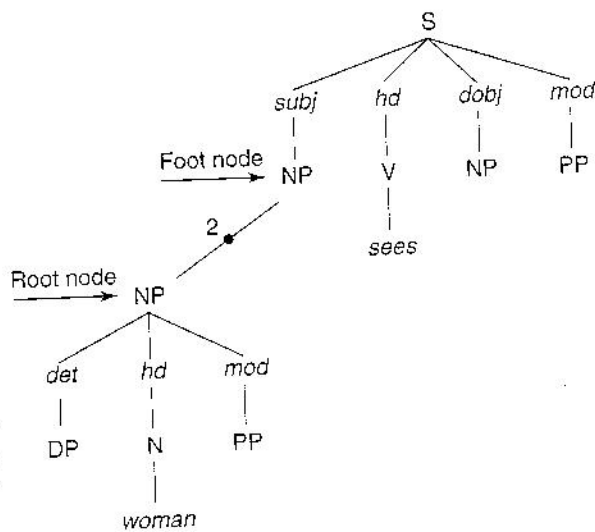 S
subj hd dobj mod
Foot node NP V NP PP
2 sees
Root node NP
det hd mod
DP N PP
woman